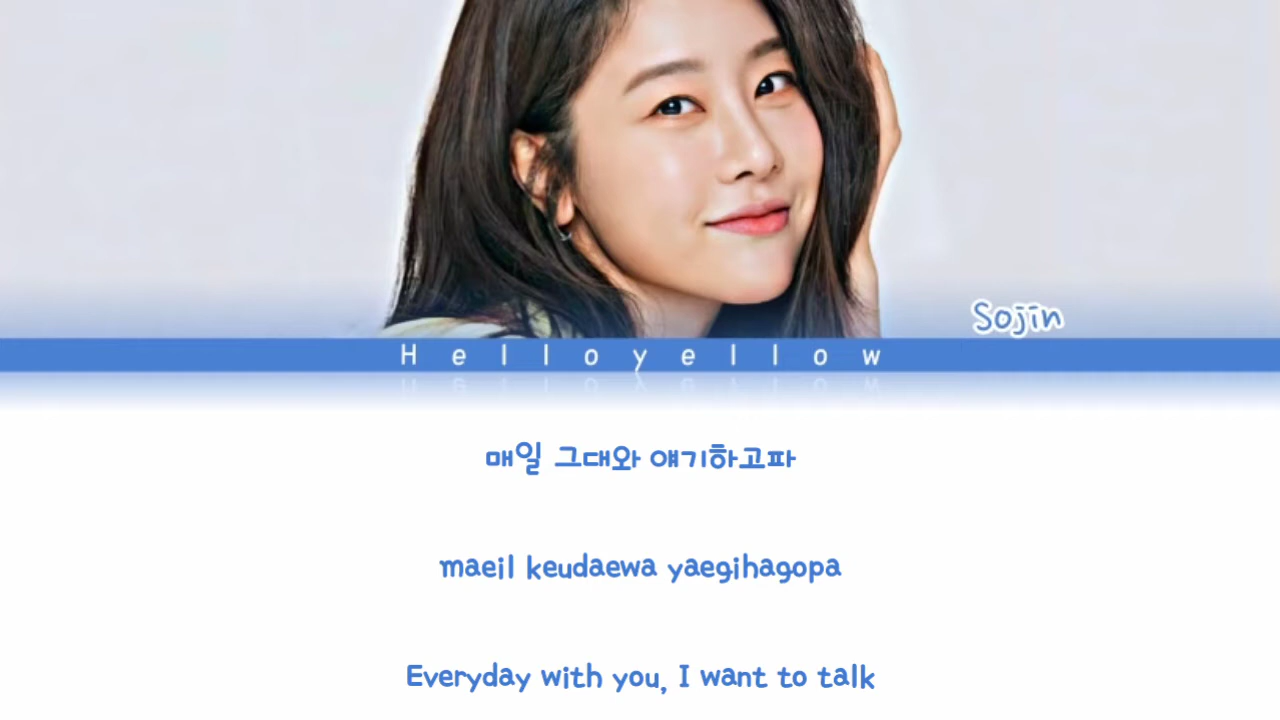 Sojin
Helloyellow
매일 그대와 얘기하고파
maeil keudaewa yaegihagopa
Everyday with you, I want to talk